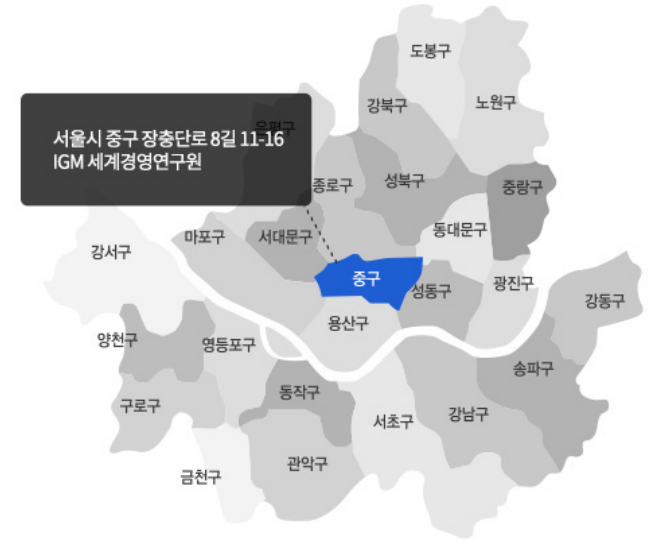 도봉구
노원구
강북구
은평구
서울시 중구 장충단로 8길 11-16
IGM 세계경영연구원
종로구
성북구
중랑구
마포구
서대문구
동대문구
강서구
중구
성동구
광진구
강동구
용산구
양천구
영등포구
송파구
동작구
구로구
서초구
강남구
관악구
금천구